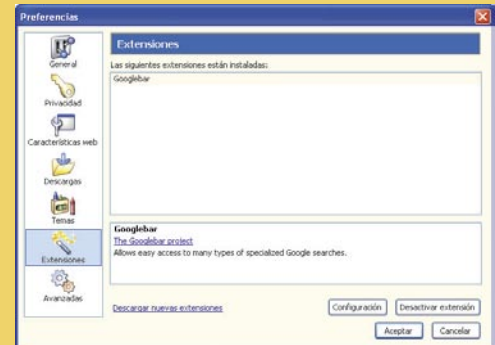 Preferencias
General
Privacidad
Características web
Descargas
Temas
Extensiones
Avanzadas
Extensiones
Las siguientes extensiones están instaladas:
Googlebar
Googlebar
The Googlebar project
Allows easy access to many types of specialized Google searches.
Descargar nuevas extensiones
Configuración
Desactivar extensión
Aceptar
Cancelar